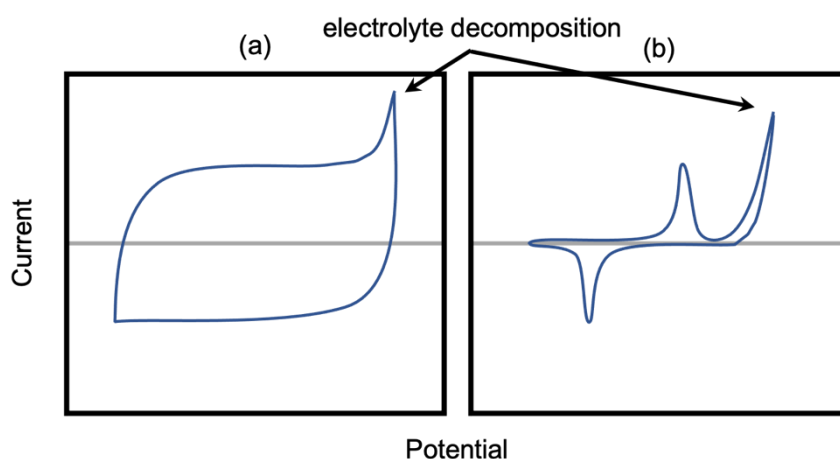 electrolyte decomposition
(a)
(b)
Current
Potential